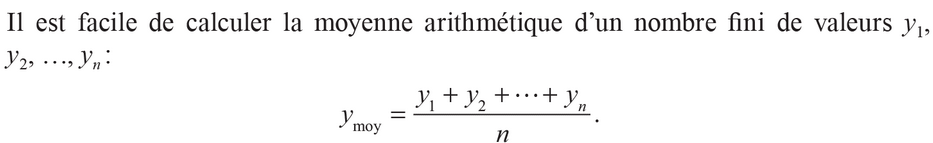 Il est facile de calculer la moyenne arithmétique d’un nombre fini de valeurs y₁,
y₂, …, yₙ:
y_moy = (y₁ + y₂ + ⋯ + yₙ) / n.